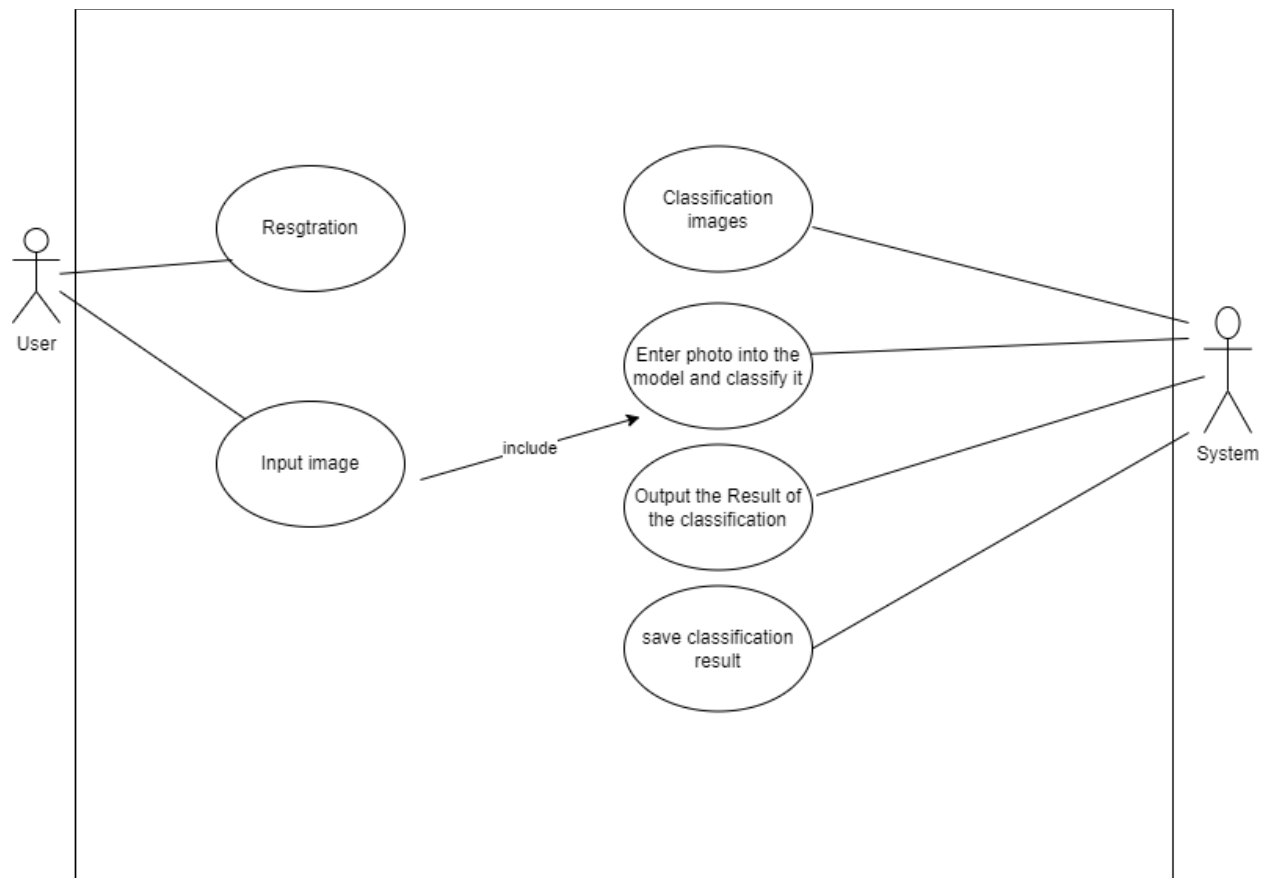 Resgtration
Classification
images
User
Enter photo into the
model and classify it
include
Input image
System
Output the Result of
the classification
save classification
result